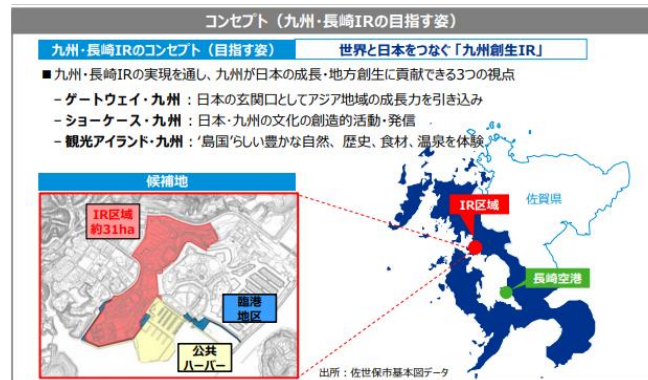 コンセプト（九州・長崎IRの目指す姿）
九州・長崎IRのコンセプト（目指す姿） 世界と日本をつなぐ「九州創生IR」
■ 九州・長崎IRの実現を通し、九州が日本の成長・地方創生に貢献できる3つの視点
– ゲートウェイ・九州 ：日本の玄関口としてアジア地域の成長力を引き込み
– ショーケース・九州 ：日本・九州の文化の創造的活動・発信
– 観光アイランド・九州 ：‘島国’らしい豊かな自然、歴史、食材、温泉を体験
候補地
IR区域
約31ha
臨港
地区
公共
ハーバー
佐賀県
IR区域
長崎空港
出所：佐世保市基本図データ